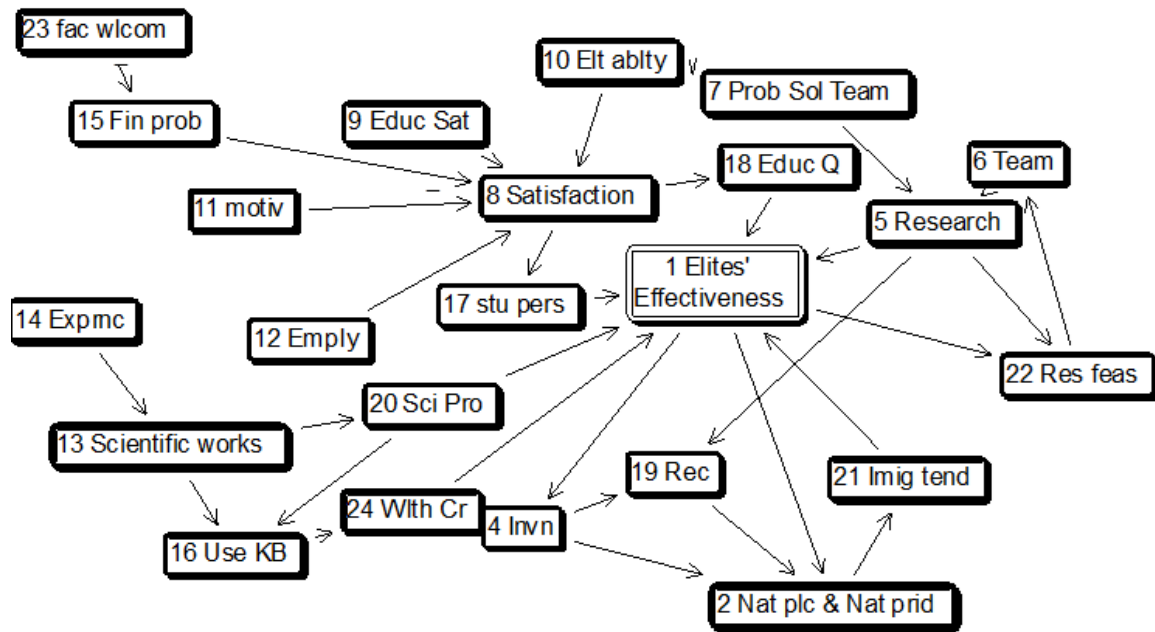 23 fac wlcom
10 Elt ablty
7 Prob Sol Team
15 Fin prob
9 Educ Sat
18 Educ Q
6 Team
8 Satisfaction
11 motiv
5 Research
1 Elites'
Effectiveness
17 stu pers
14 Exprnc
12 Emply
22 Res feas
20 Sci Pro
13 Scientific works
19 Rec
21 Imig tend
24 Wlth Cr
4 Invn
16 Use KB
2 Nat plc & Nat prid